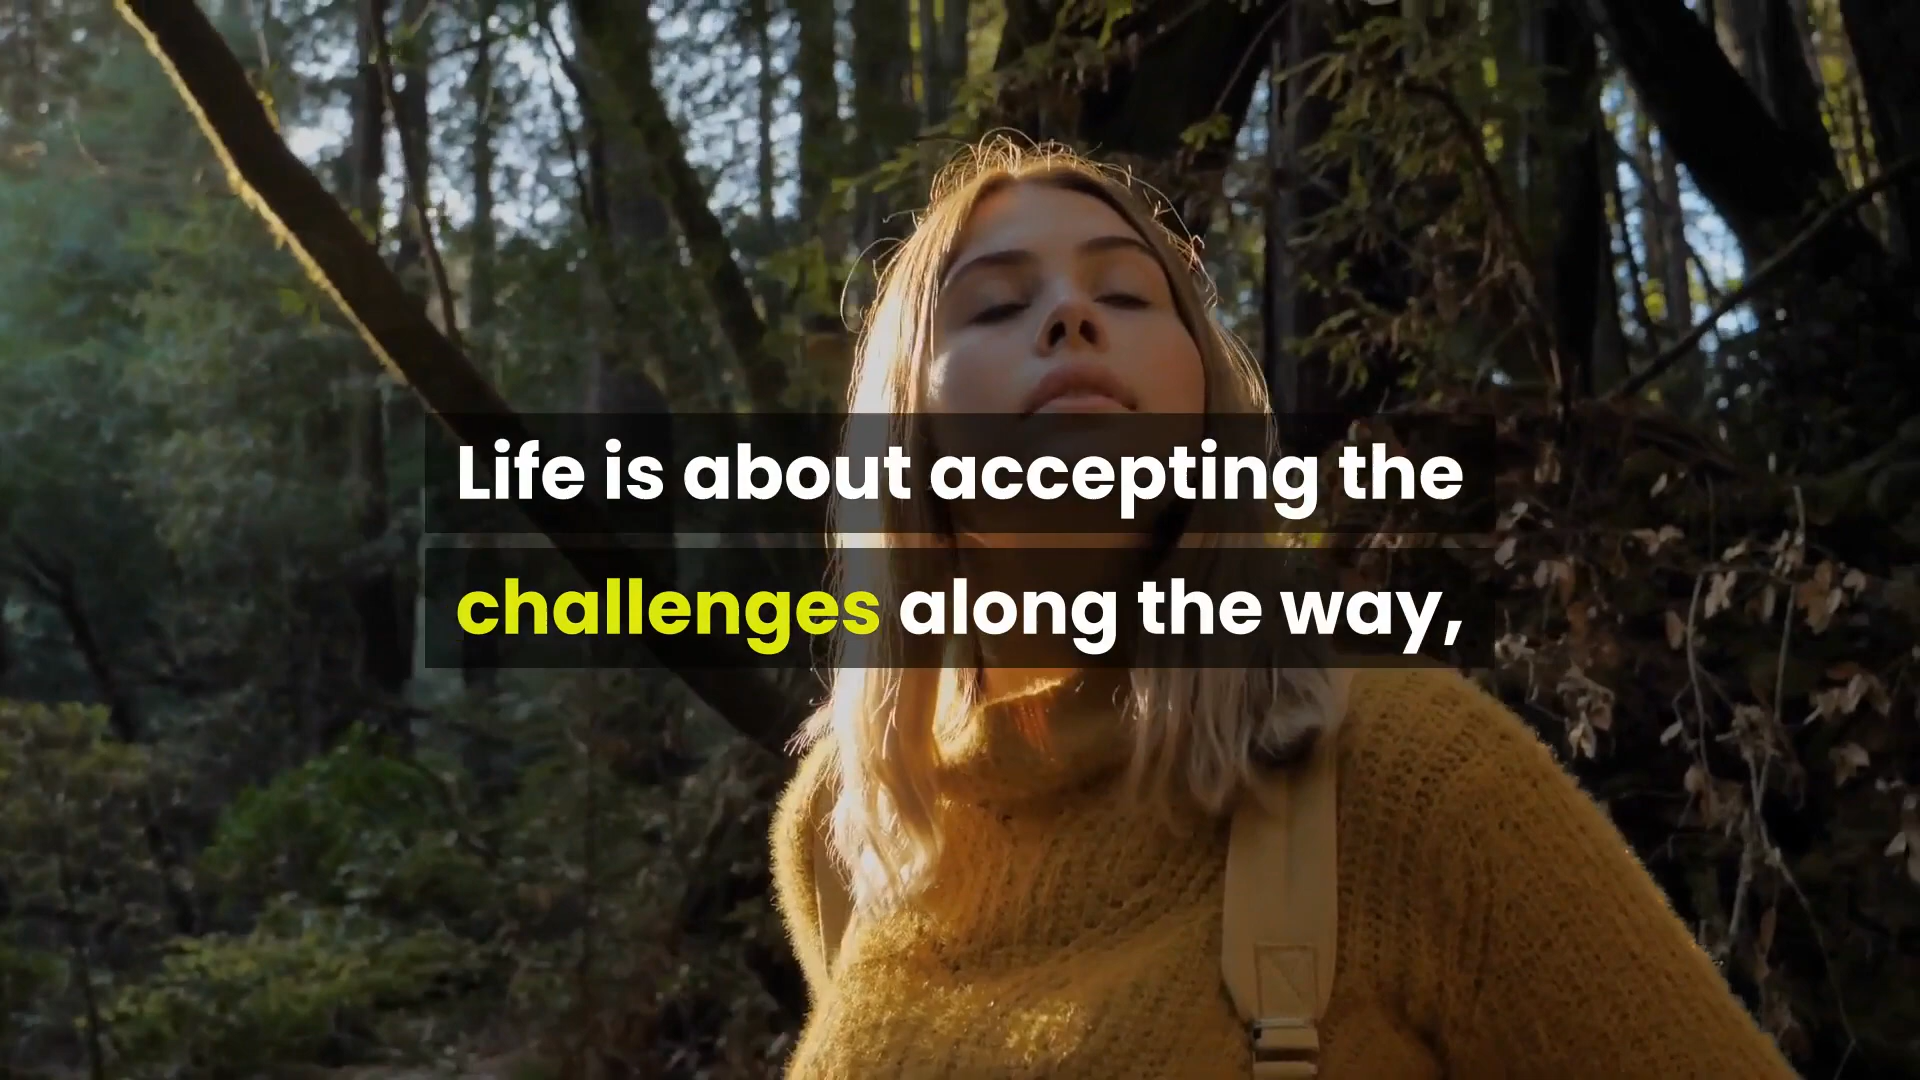 Life is about accepting the
challenges along the way,